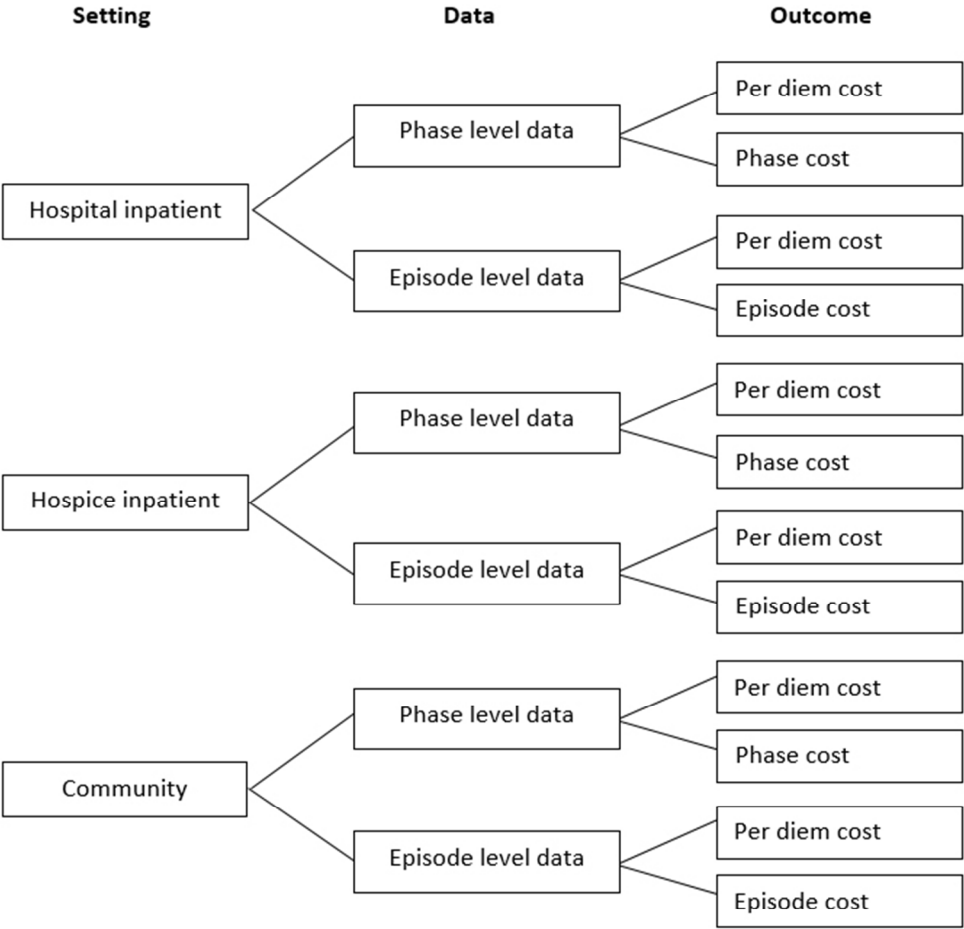 Setting
Data
Outcome
Per diem cost
Phase level data
Phase cost
Hospital inpatient
Per diem cost
Episode level data
Episode cost
Per diem cost
Phase level data
Phase cost
Hospice inpatient
Per diem cost
Episode level data
Episode cost
Per diem cost
Phase level data
Phase cost
Community
Per diem cost
Episode level data
Episode cost